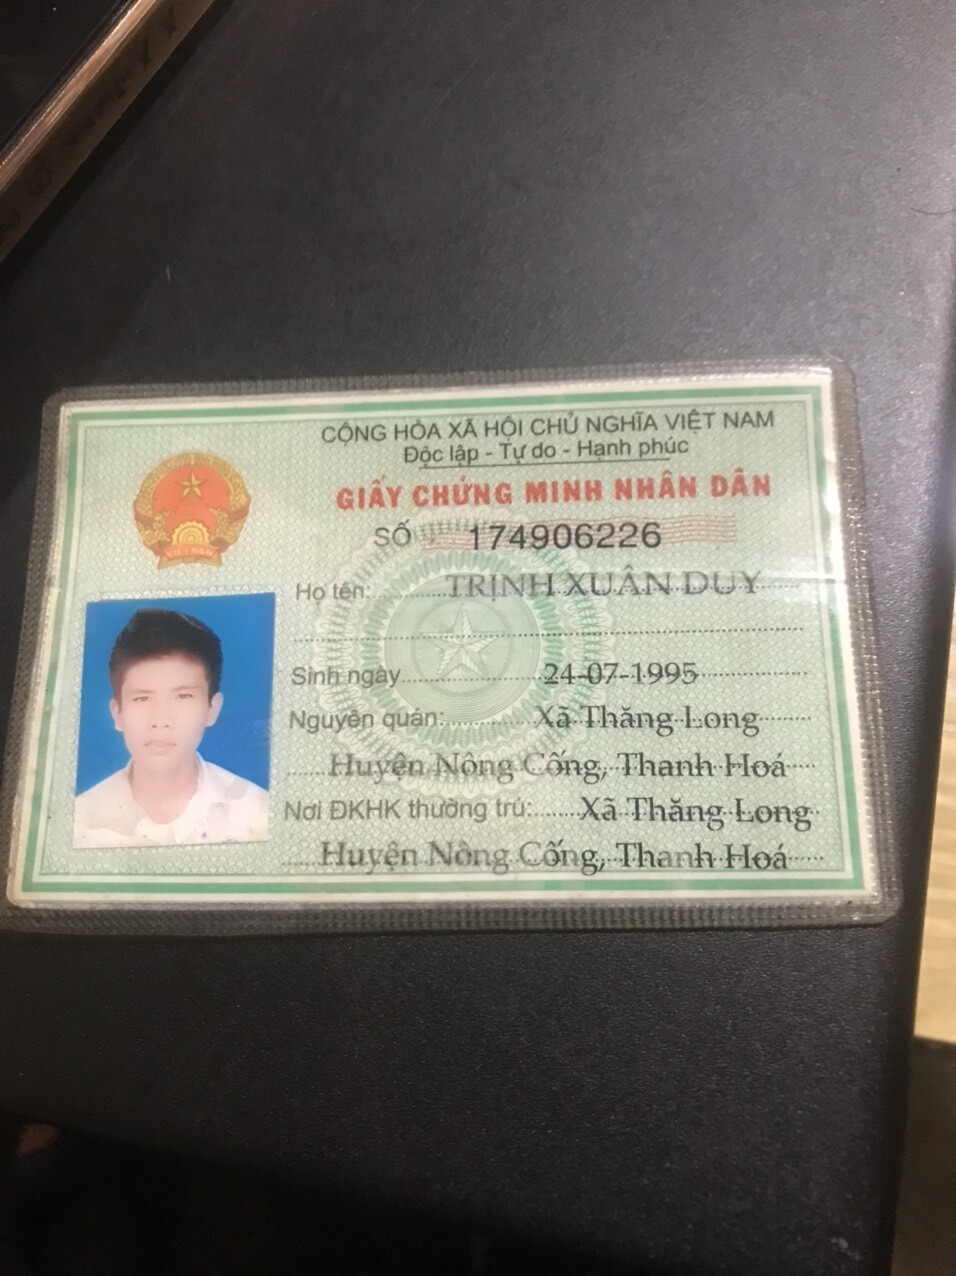 CỘNG HÒA XÃ HỘI CHỦ NGHĨA VIỆT NAM
Độc lập - Tự do - Hạnh phúc
GIẤY CHỨNG MINH NHÂN DÂN
SỐ 174906226
VIỆT NAM
Họ tên: TRỊNH XUÂN DUY
Sinh ngày 24-07-1995
Nguyên quán: Xã Thăng Long
Huyện Nông Cống, Thanh Hoá
Nơi ĐKHK thường trú: Xã Thăng Long
Huyện Nông Cống, Thanh Hoá